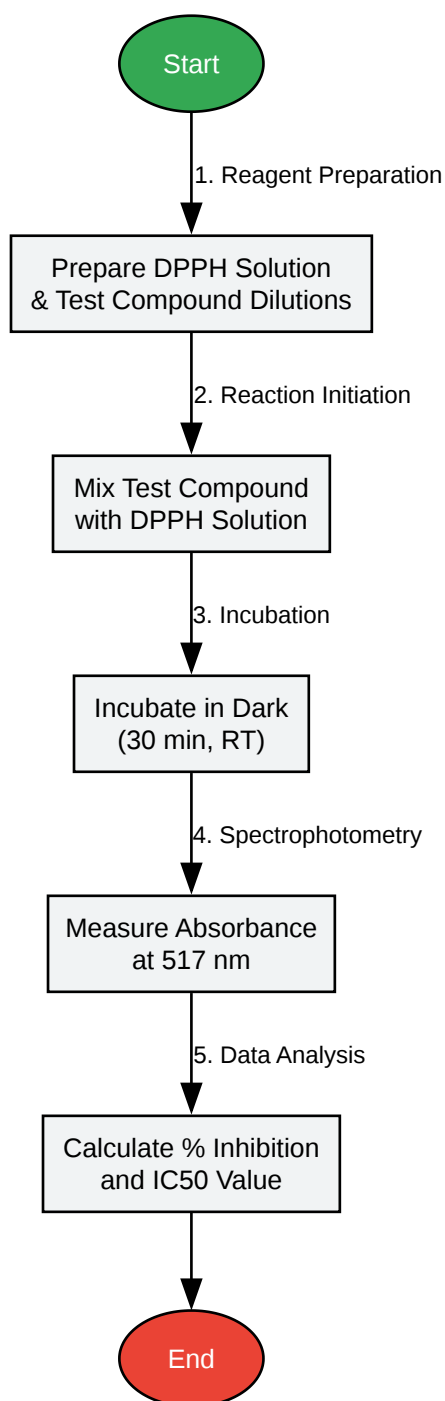 Start
1. Reagent Preparation
Prepare DPPH Solution
& Test Compound Dilutions
2. Reaction Initiation
Mix Test Compound
with DPPH Solution
3. Incubation
Incubate in Dark
(30 min, RT)
4. Spectrophotometry
Measure Absorbance
at 517 nm
5. Data Analysis
Calculate % Inhibition
and IC50 Value
End